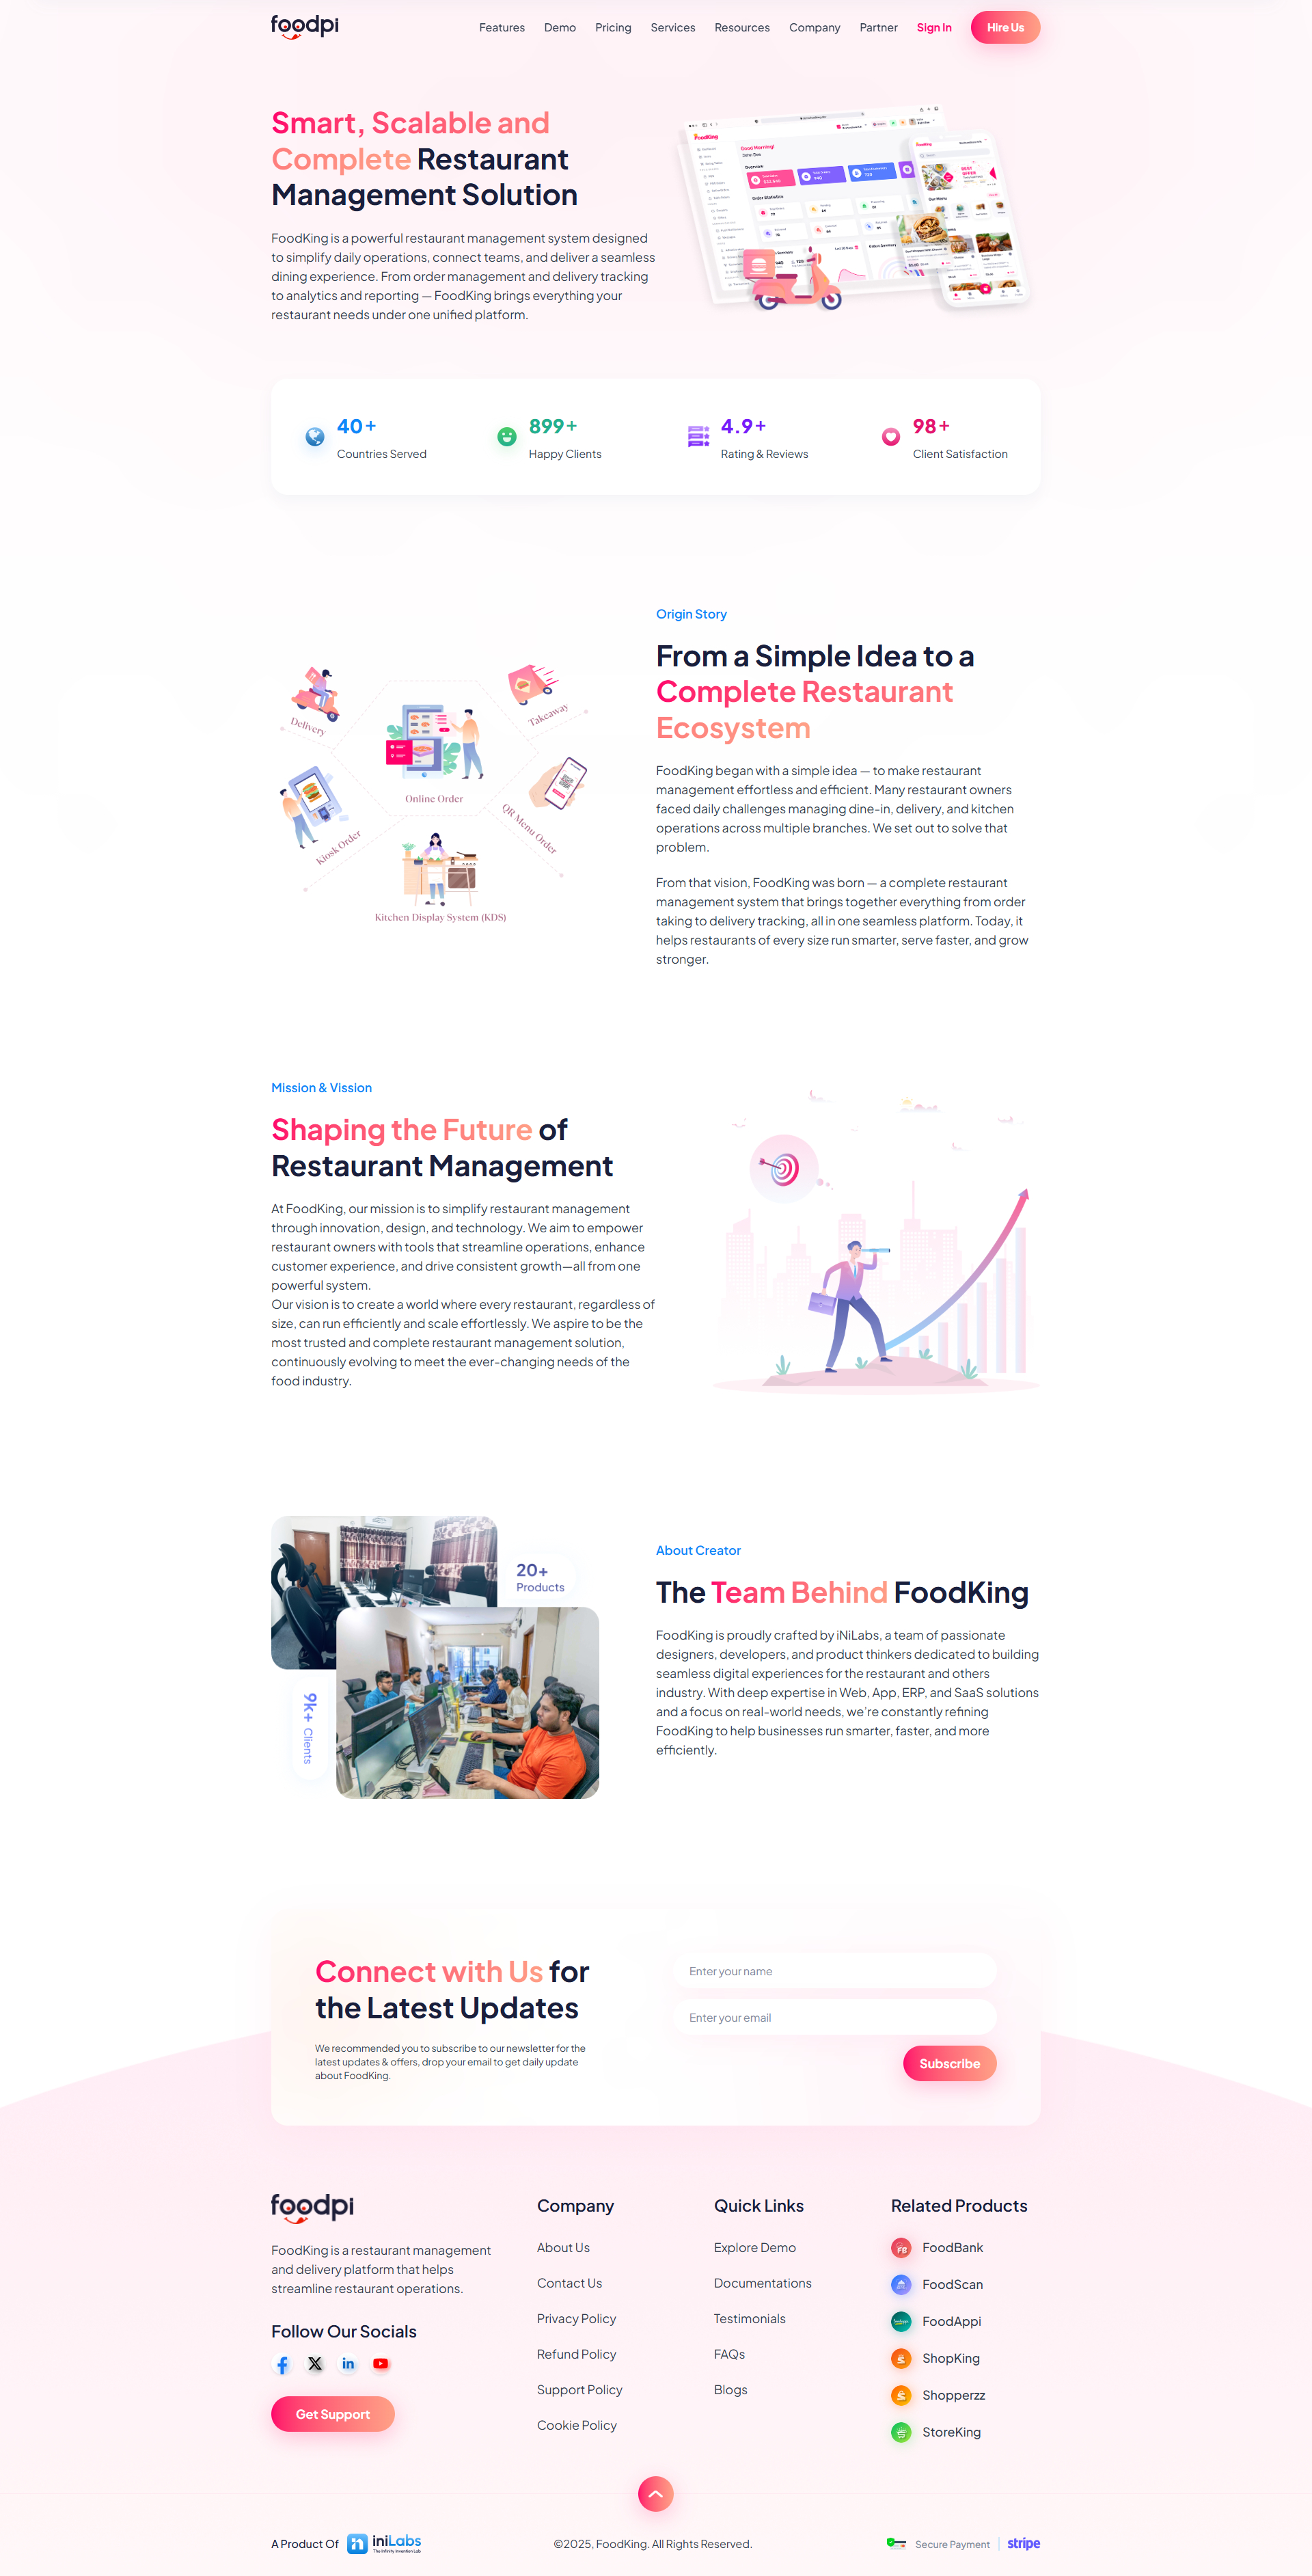 foodpi
Features Demo Pricing Services Resources Company Partner Sign In Hire Us
Smart, Scalable and
Complete Restaurant
Management Solution
FoodKing is a powerful restaurant management system designed
to simplify daily operations, connect teams, and deliver a seamless
dining experience. From order management and delivery tracking
to analytics and reporting — FoodKing brings everything your
restaurant needs under one unified platform.
FoodKing
Good Morning!
John Doe
Overview
Order Statistics
BEST
OFFER
Our Menu
40+
Countries Served
899+
Happy Clients
4.9+
Rating & Reviews
98+
Client Satisfaction
Origin Story
From a Simple Idea to a
Complete Restaurant
Ecosystem
FoodKing began with a simple idea — to make restaurant
management effortless and efficient. Many restaurant owners
faced daily challenges managing dine-in, delivery, and kitchen
operations across multiple branches. We set out to solve that
problem.
From that vision, FoodKing was born — a complete restaurant
management system that brings together everything from order
taking to delivery tracking, all in one seamless platform. Today, it
helps restaurants of every size run smarter, serve faster, and grow
stronger.
Delivery
Takeaway
Online Order
Kiosk Order
QR Menu Order
Kitchen Display System (KDS)
Mission & Vission
Shaping the Future of
Restaurant Management
At FoodKing, our mission is to simplify restaurant management
through innovation, design, and technology. We aim to empower
restaurant owners with tools that streamline operations, enhance
customer experience, and drive consistent growth—all from one
powerful system.
Our vision is to create a world where every restaurant, regardless of
size, can run efficiently and scale effortlessly. We aspire to be the
most trusted and complete restaurant management solution,
continuously evolving to meet the ever-changing needs of the
food industry.
20+
Products
9k+ Clients
About Creator
The Team Behind FoodKing
FoodKing is proudly crafted by iNiLabs, a team of passionate
designers, developers, and product thinkers dedicated to building
seamless digital experiences for the restaurant and others
industry. With deep expertise in Web, App, ERP, and SaaS solutions
and a focus on real-world needs, we're constantly refining
FoodKing to help businesses run smarter, faster, and more
efficiently.
Connect with Us for
the Latest Updates
We recommended you to subscribe to our newsletter for the
latest updates & offers, drop your email to get daily update
about FoodKing.
Enter your name
Enter your email
Subscribe
foodpi
FoodKing is a restaurant management
and delivery platform that helps
streamline restaurant operations.
Follow Our Socials
Get Support
Company
About Us
Contact Us
Privacy Policy
Refund Policy
Support Policy
Cookie Policy
Quick Links
Explore Demo
Documentations
Testimonials
FAQs
Blogs
Related Products
FoodBank
FoodScan
FoodAppi
ShopKing
Shopperzz
StoreKing
A Product Of iniLabs
The Infinity Invention Lab
©2025, FoodKing. All Rights Reserved.
Secure Payment stripe